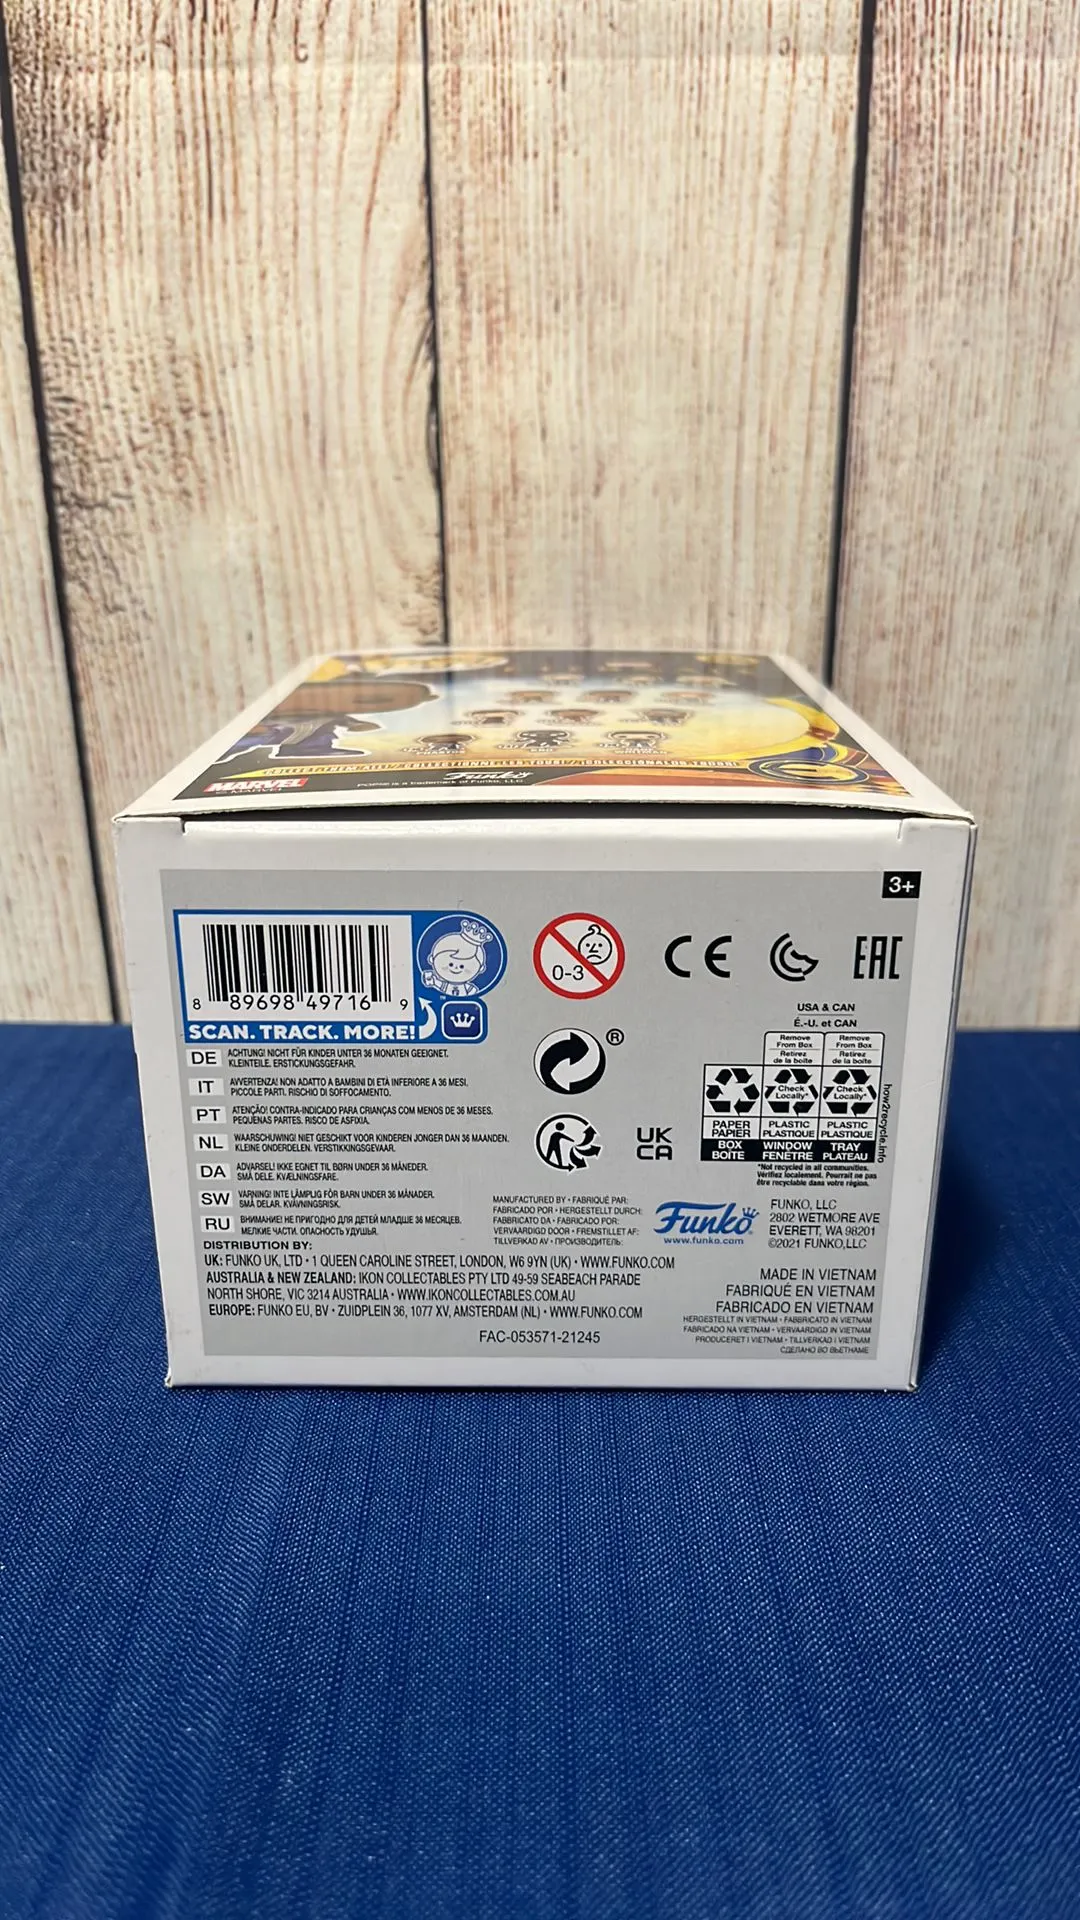 COLLECT THEM ALL! / COLLECTIONNEZ-LES TOUS! / ¡COLECCIONALOS TODOS!
MARVEL
© MARVEL
POP!® is a trademark of Funko, LLC.
Funko
3+
8 89698 49716 9
SCAN. TRACK. MORE!
™
0-3
CE
EAC
®
UK
CA
DE ACHTUNG! NICHT FÜR KINDER UNTER 36 MONATEN GEEIGNET.
KLEINTEILE. ERSTICKUNGSGEFAHR.
IT AVVERTENZA! NON ADATTO A BAMBINI DI ETÀ INFERIORE A 36 MESI.
PICCOLE PARTI. RISCHIO DI SOFFOCAMENTO.
PT ATENÇÃO! CONTRA-INDICADO PARA CRIANÇAS COM MENOS DE 36 MESES.
PEQUENAS PARTES. RISCO DE ASFIXIA.
NL WAARSCHUWING! NIET GESCHIKT VOOR KINDEREN JONGER DAN 36 MAANDEN.
KLEINE ONDERDELEN. VERSTIKKINGSGEVAAR.
DA ADVARSEL! IKKE EGNET TIL BØRN UNDER 36 MÅNEDER.
SMÅ DELE. KVÆLNINGSFARE.
SW VARNING! INTE LÄMPLIG FÖR BARN UNDER 36 MÅNADER.
SMÅ DELAR. KVÄVNINGSRISK.
RU ВНИМАНИЕ! НЕ ПРИГОДНО ДЛЯ ДЕТЕЙ МЛАДШЕ 36 МЕСЯЦЕВ.
МЕЛКИЕ ЧАСТИ. ОПАСНОСТЬ УДУШЬЯ.
USA & CAN
É.-U. et CAN
Remove From Box
Retirez de la boîte
Remove From Box
Retirez de la boîte
Check Locally*
Check Locally*
PAPER
PAPIER
BOX
BOÎTE
PLASTIC
PLASTIQUE
WINDOW
FENÊTRE
PLASTIC
PLASTIQUE
TRAY
PLATEAU
how2recycle.info
*Not recycled in all communities.
Vérifiez localement. Pourrait ne pas
être recyclable dans votre région.
MANUFACTURED BY • FABRIQUÉ PAR:
FABRICADO POR • HERGESTELLT DURCH:
FABBRICATO DA • FABRICADO POR:
VERVAARDIGD DOOR • FREMSTILLET AF:
TILLVERKAD AV • ПРОИЗВОДИТЕЛЬ:
Funko
www.funko.com
FUNKO, LLC
2802 WETMORE AVE
EVERETT, WA 98201
©2021 FUNKO,LLC
DISTRIBUTION BY:
UK: FUNKO UK, LTD • 1 QUEEN CAROLINE STREET, LONDON, W6 9YN (UK) • WWW.FUNKO.COM
AUSTRALIA & NEW ZEALAND: IKON COLLECTABLES PTY LTD 49-59 SEABEACH PARADE
NORTH SHORE, VIC 3214 AUSTRALIA • WWW.IKONCOLLECTABLES.COM.AU
EUROPE: FUNKO EU, BV • ZUIDPLEIN 36, 1077 XV, AMSTERDAM (NL) • WWW.FUNKO.COM
FAC-053571-21245
MADE IN VIETNAM
FABRIQUÉ EN VIETNAM
FABRICADO EN VIETNAM
HERGESTELLT IN VIETNAM • FABBRICATO IN VIETNAM
FABRICADO NA VIETNAM • VERVAARDIGD IN VIETNAM
PRODUCERET I VIETNAM • TILLVERKAD I VIETNAM
СДЕЛАНО ВО ВЬЕТНАМЕ